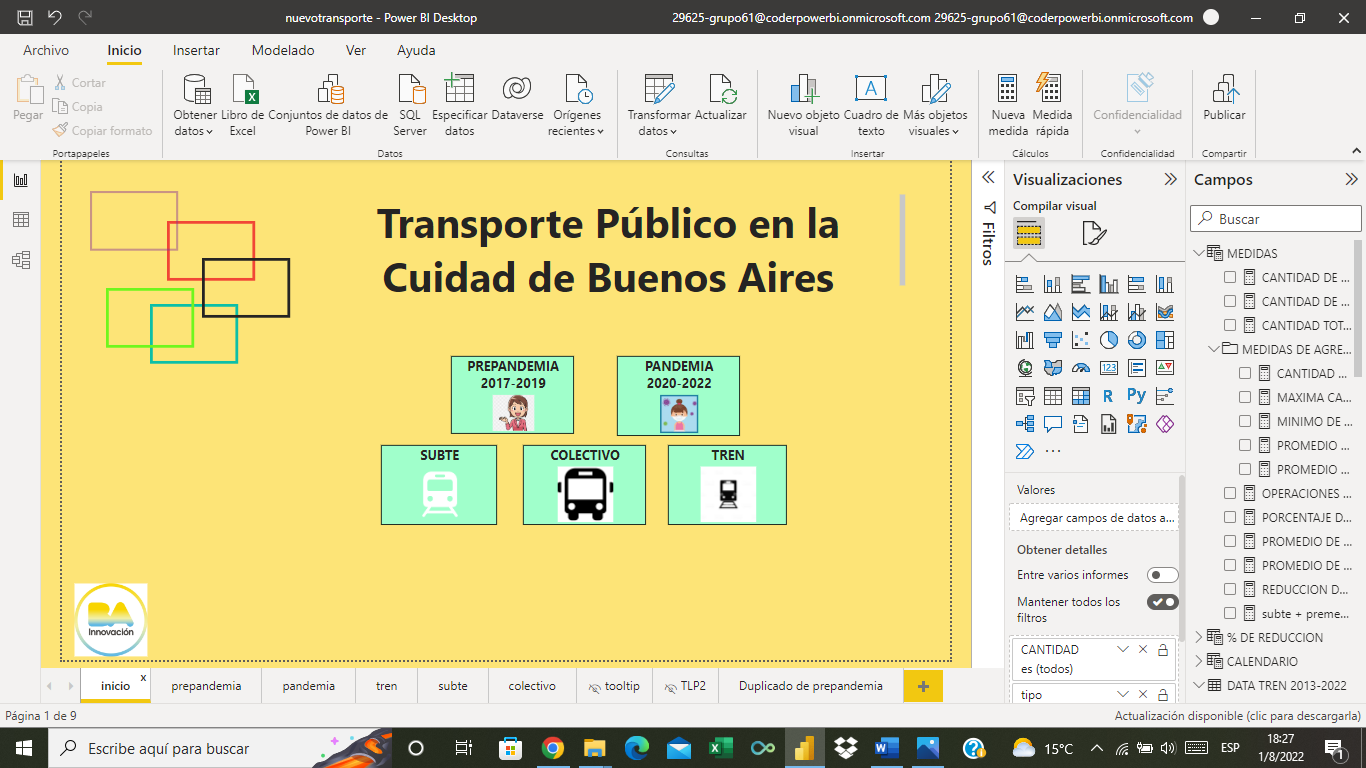 nuevotransporte - Power BI Desktop
29625-grupo61@coderpowerbi.onmicrosoft.com 29625-grupo61@coderpowerbi.onmicrosoft.com
Archivo Inicio Insertar Modelado Ver Ayuda
Pegar
Cortar
Copia
Copiar formato
Portapapeles
Obtener datos
Libro de Excel
Conjuntos de datos de Power BI
SQL Server
Especificar datos
Dataverse
Orígenes recientes
Datos
Transformar datos
Actualizar
Consultas
Nuevo objeto visual
Cuadro de texto
Más objetos visuales
Insertar
Nueva medida
Medida rápida
Cálculos
Confidencialidad
Confidencialidad
Publicar
Compartir
Transporte Público en la
Cuidad de Buenos Aires
PREPANDEMIA
2017-2019
PANDEMIA
2020-2022
SUBTE
COLECTIVO
TREN
BA
Innovación
Filtros
Visualizaciones
Compilar visual
123
R
Py
Valores
Agregar campos de datos a...
Obtener detalles
Entre varios informes
Mantener todos los
filtros
CANTIDAD
es (todos)
tipo
Campos
Buscar
MEDIDAS
CANTIDAD DE ...
CANTIDAD DE ...
CANTIDAD TOT...
MEDIDAS DE AGRE...
CANTIDAD ...
MAXIMA CA...
MINIMO DE ...
PROMEDIO ...
PROMEDIO ...
OPERACIONES ...
PORCENTAJE D...
PROMEDIO DE ...
PROMEDIO DE ...
REDUCCION D...
subte + preme...
% DE REDUCCION
CALENDARIO
DATA TREN 2013-2022
inicio x prepandemia pandemia tren subte colectivo tooltip TLP2 Duplicado de prepandemia +
Página 1 de 9
Actualización disponible (clic para descargarla)
Escribe aquí para buscar
15°C
ESP
18:27
1/8/2022
1